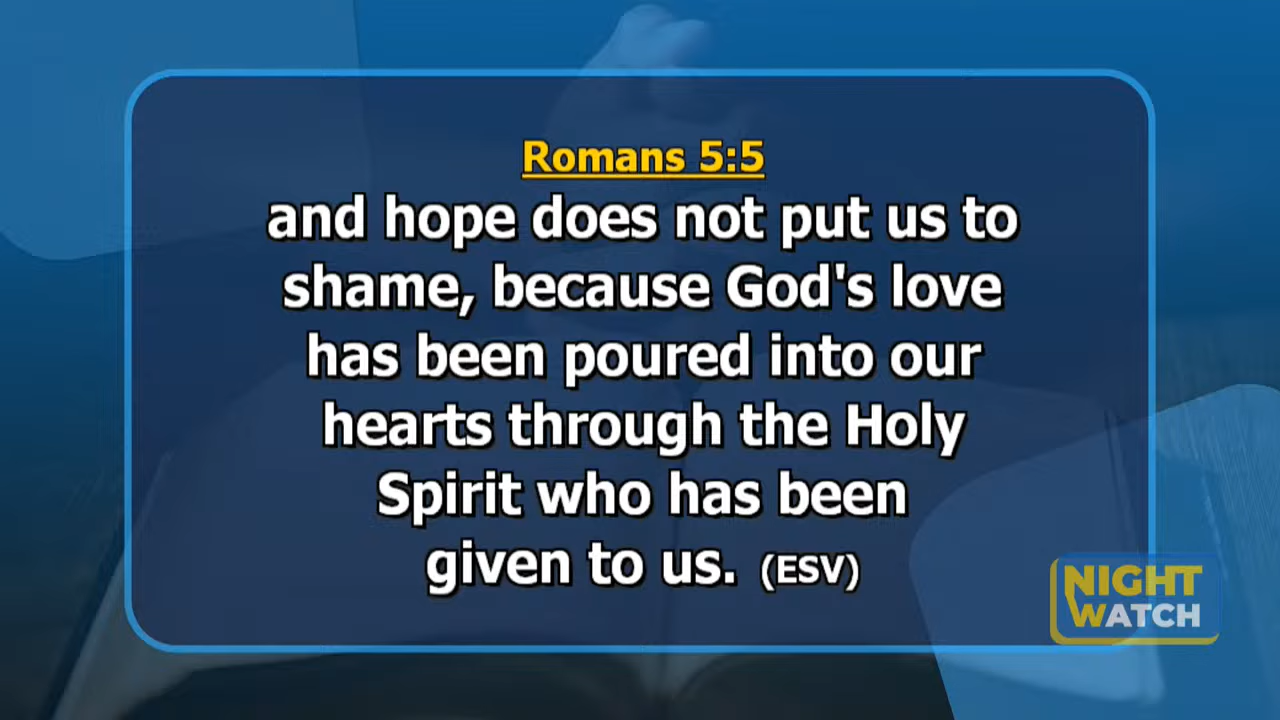 Romans 5:5
and hope does not put us to
shame, because God's love
has been poured into our
hearts through the Holy
Spirit who has been
given to us. (ESV)
NIGHT
WATCH